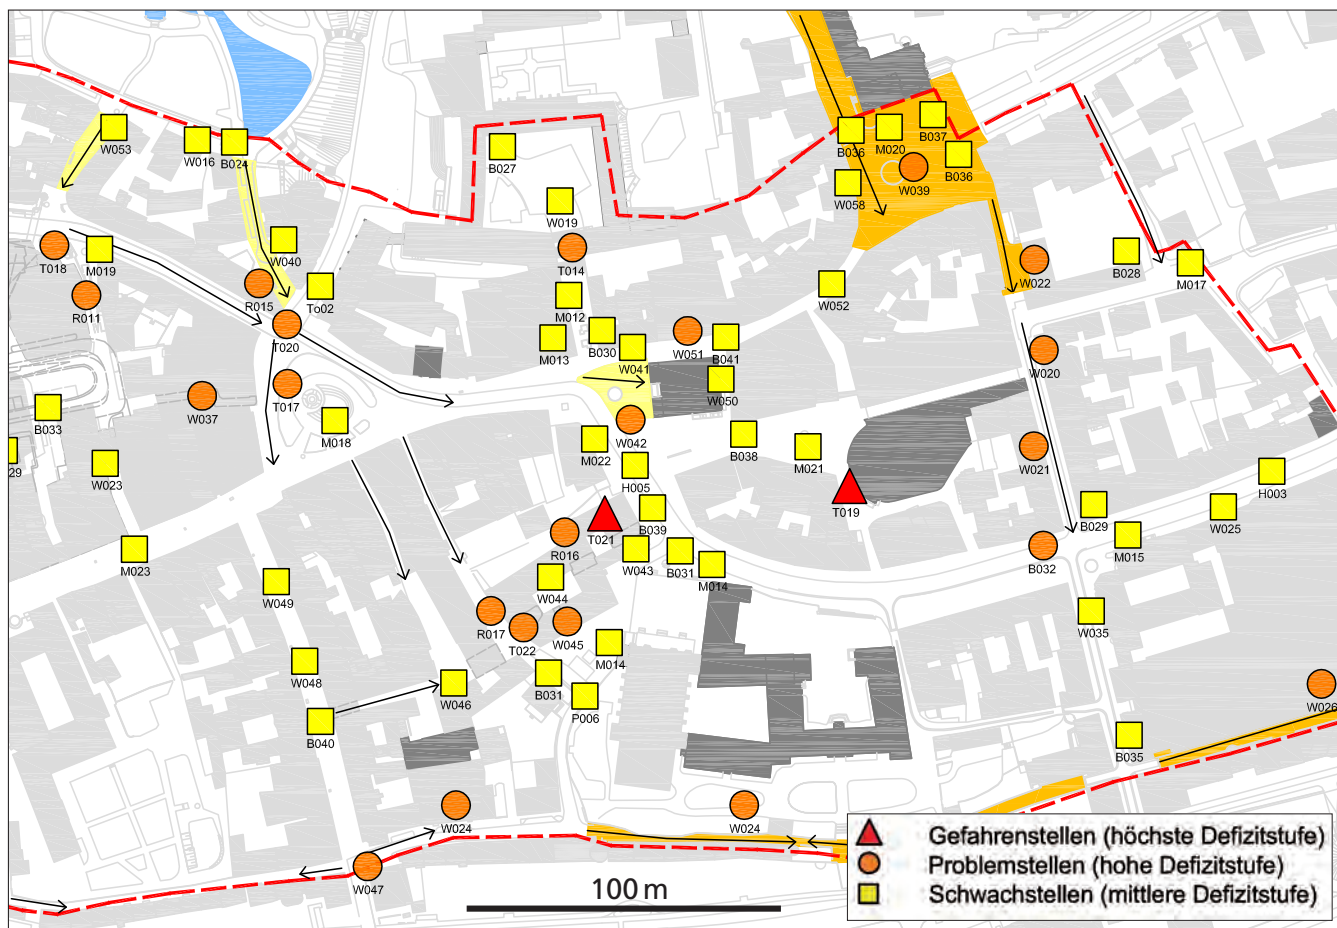 W053
W016
B024
B027
B036
M020
B037
B036
W039
W058
W019
T018
M019
W040
T014
R011
R015
To02
M012
W052
W022
B028
M017
T020
M013
B030
W041
W051
B041
W020
W037
T017
W050
B033
M018
W042
M022
B038
M021
W021
29
W023
H005
T019
H003
T021
B039
B029
W025
M023
R016
W043
B031
M014
B032
M015
W049
W044
R017
T022
W045
M014
W035
W048
W046
B031
P006
W026
B040
B035
W024
W024
W047
100 m
Gefahrenstellen (höchste Defizitstufe)
Problemstellen (hohe Defizitstufe)
Schwachstellen (mittlere Defizitstufe)